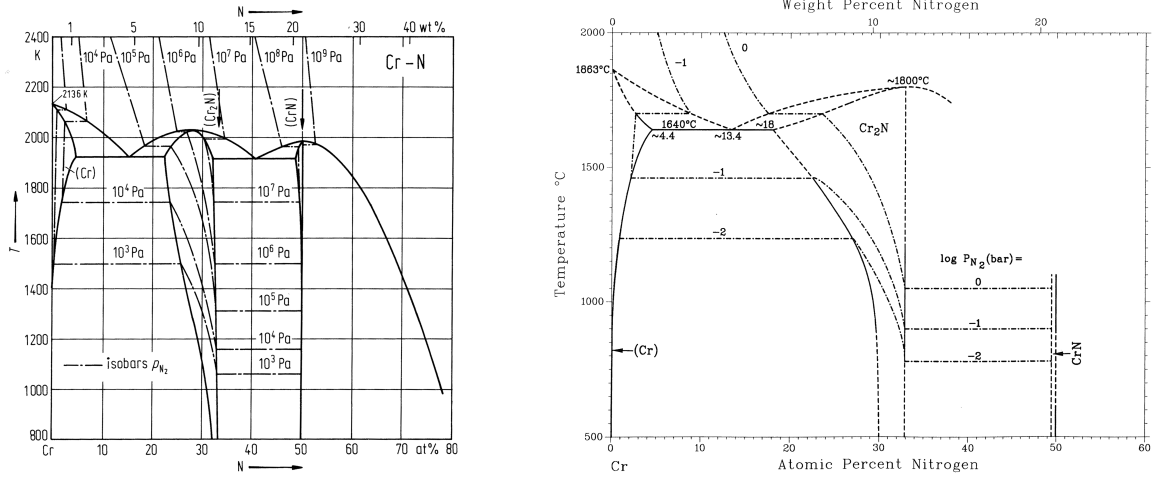 N
1 5 10 15 20 30 40 wt%
2400
K
2200
2000
1800
1600
1400
1200
1000
800
T
10⁴ Pa 10⁵ Pa 10⁶ Pa 10⁷ Pa 10⁸ Pa 10⁹ Pa
Cr – N
2136 K
(Cr₂N)
(CrN)
(Cr)
10⁴ Pa 10⁷ Pa
10³ Pa 10⁶ Pa
10⁵ Pa
10⁴ Pa
10³ Pa
isobars p_N₂
Cr 10 20 30 40 50 60 70 at% 80
N
Weight Percent Nitrogen
0 10 20
2000
1500
1000
500
Temperature °C
0
-1
1863°C
~1800°C
1640°C
~4.4 ~13.4 ~18
Cr₂N
-1
-2
log P_N₂(bar)=
0
-1
-2
(Cr)
CrN
0 10 20 30 40 50 60
Cr Atomic Percent Nitrogen